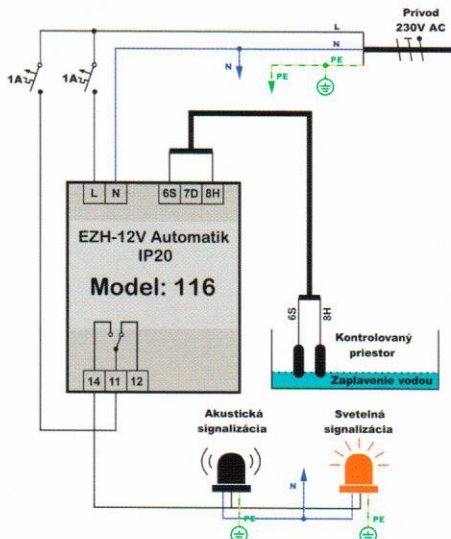 Prívod
230V AC
L
N
PE
N
PE
1A
1A
L N 6S 7D 8H
EZH-12V Automatik
IP20
Model: 116
14 11 12
6S
8H
Kontrolovaný
priestor
Zaplavenie vodou
Akustická
signalizácia
Svetelná
signalizácia
N
PE
PE